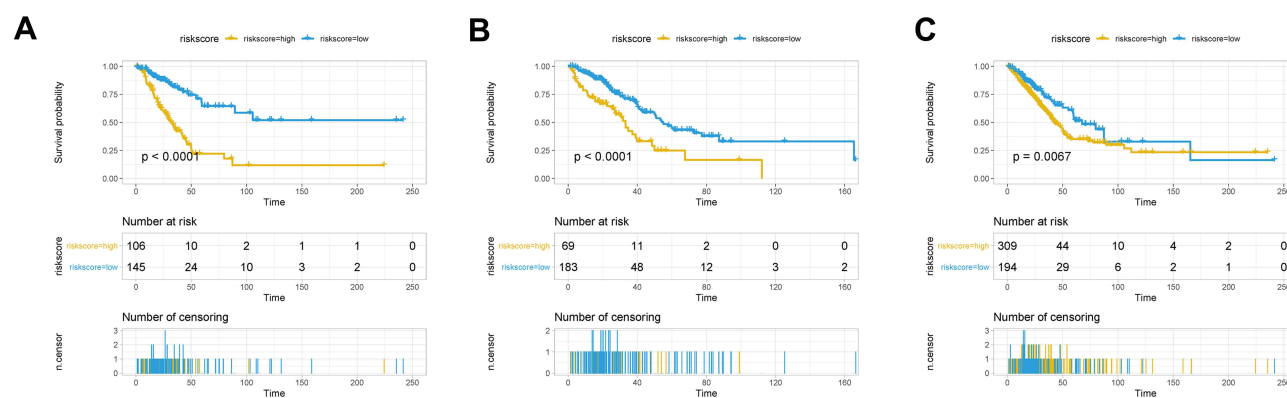 A
riskscore riskscore=high riskscore=low
Survival probability
1.00
0.75
0.50
0.25
0.00
p < 0.0001
0 50 100 150 200 250
Time
Number at risk
riskscore
riskscore=high 106 10 2 1 1 0
riskscore=low 145 24 10 3 2 0
0 50 100 150 200 250
Time
Number of censoring
n.censor
3
2
1
0
0 50 100 150 200 250
Time
B
riskscore riskscore=high riskscore=low
Survival probability
1.00
0.75
0.50
0.25
0.00
p < 0.0001
0 40 80 120 160
Time
Number at risk
riskscore
riskscore=high 69 11 2 0 0
riskscore=low 183 48 12 3 2
0 40 80 120 160
Time
Number of censoring
n.censor
2
1
0
0 40 80 120 160
Time
C
riskscore riskscore=high riskscore=low
Survival probability
1.00
0.75
0.50
0.25
0.00
p = 0.0067
0 50 100 150 200 250
Time
Number at risk
riskscore
riskscore=high 309 44 10 4 2 0
riskscore=low 194 29 6 2 1 0
0 50 100 150 200 250
Time
Number of censoring
n.censor
3
2
1
0
0 50 100 150 200 250
Time